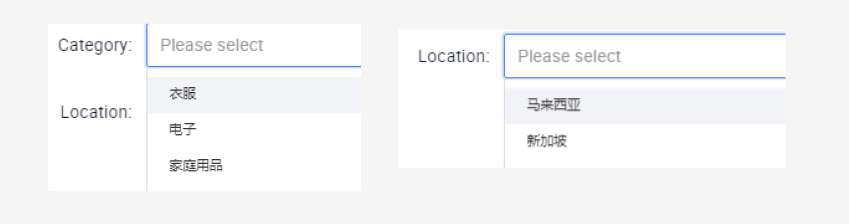 Category: Please select
衣服
Location:
电子
家庭用品
Location: Please select
马来西亚
新加坡